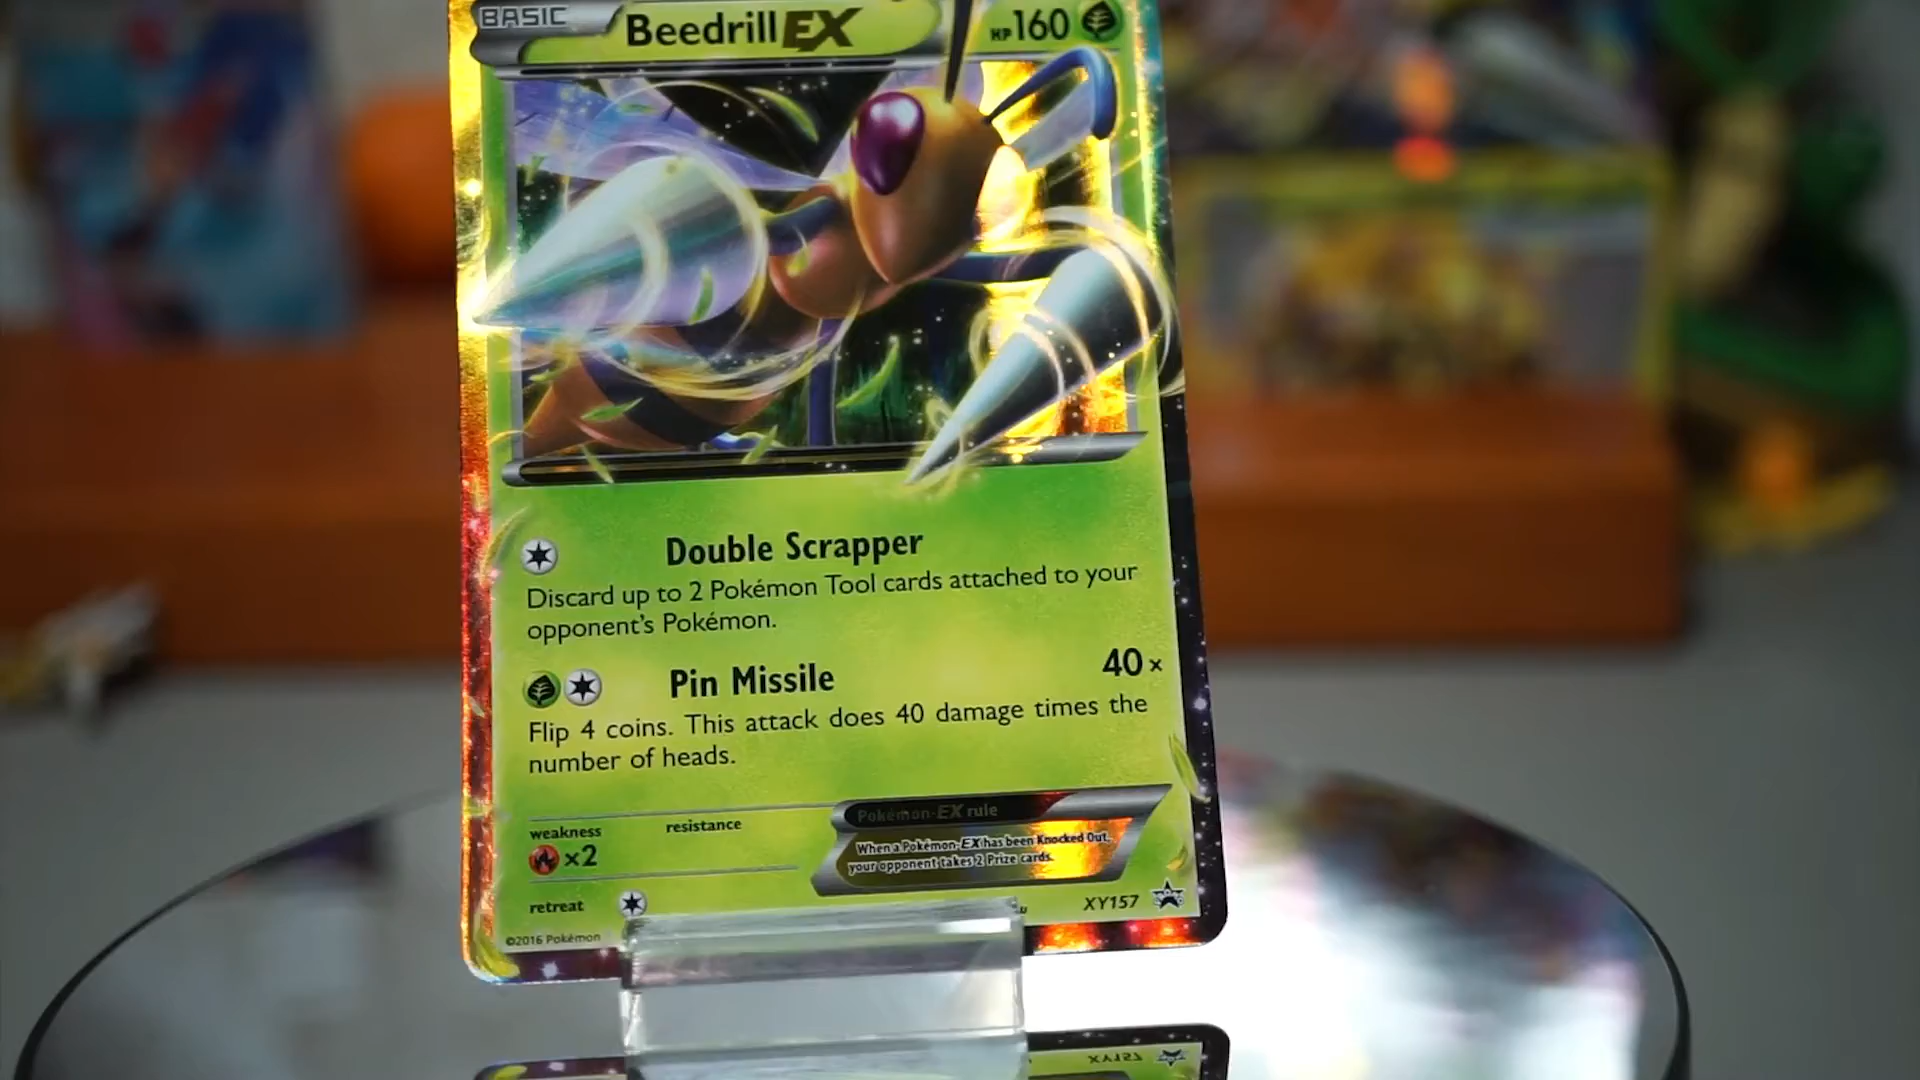 BASIC
Beedrill EX
HP160
Double Scrapper
Discard up to 2 Pokémon Tool cards attached to your
opponent's Pokémon.
Pin Missile
40×
Flip 4 coins. This attack does 40 damage times the
number of heads.
weakness
×2
resistance
Pokémon-EX rule
When a Pokémon-EX has been Knocked Out,
your opponent takes 2 Prize cards.
retreat
XY157
©2016 Pokémon